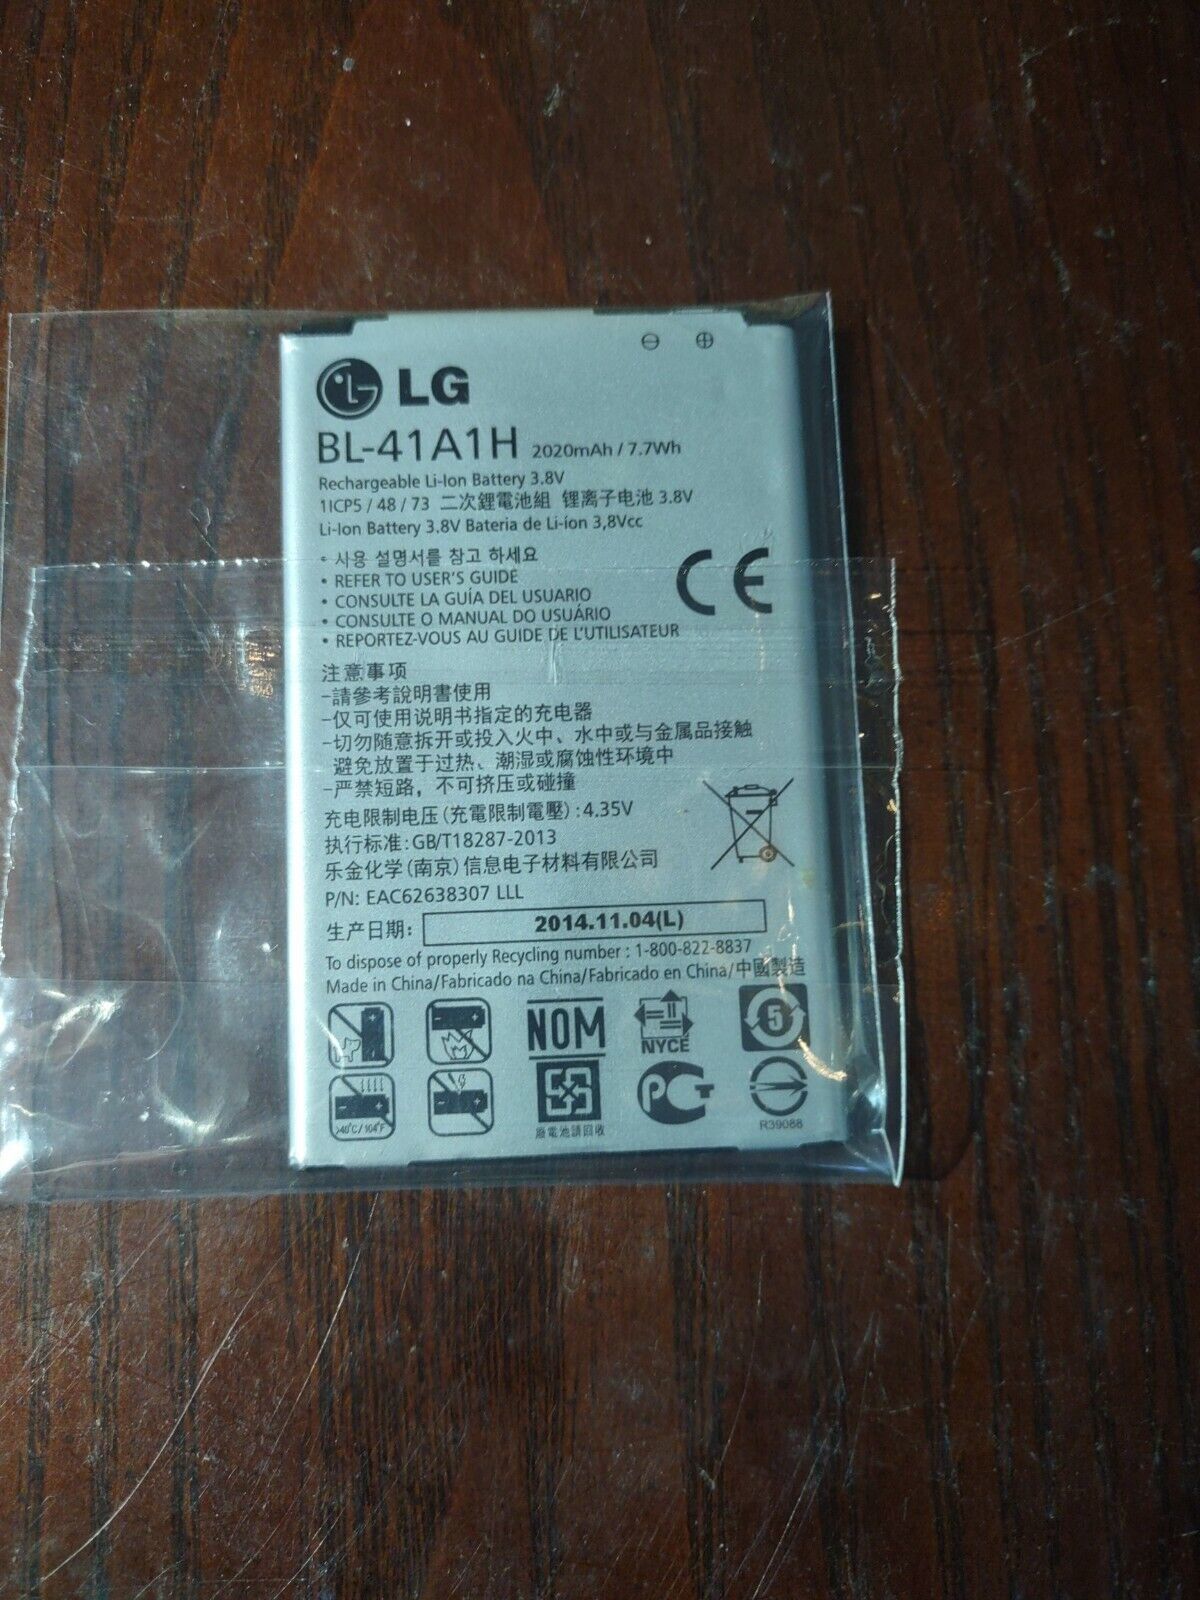 LG
BL-41A1H 2020mAh / 7.7Wh
Rechargeable Li-Ion Battery 3.8V
1ICP5 / 48 / 73 二次鋰電池組 锂离子电池 3.8V
Li-Ion Battery 3.8V Bateria de Li-íon 3,8Vcc
• 사용 설명서를 참고 하세요
• REFER TO USER'S GUIDE
• CONSULTE LA GUÍA DEL USUARIO
• CONSULTE O MANUAL DO USUÁRIO
• REPORTEZ-VOUS AU GUIDE DE L'UTILISATEUR
CE
注意事项
-請參考說明書使用
-仅可使用说明书指定的充电器
-切勿随意拆开或投入火中、水中或与金属品接触
避免放置于过热、潮湿或腐蚀性环境中
-严禁短路，不可挤压或碰撞
充电限制电压(充電限制電壓):4.35V
执行标准:GB/T18287-2013
乐金化学(南京)信息电子材料有限公司
P/N: EAC62638307 LLL
生产日期: 2014.11.04(L)
To dispose of properly Recycling number : 1-800-822-8837
Made in China/Fabricado na China/Fabricado en China/中國製造
NOM
NYCE
5
>40°C / 104°F
廢電池請回收
PCT
R39088